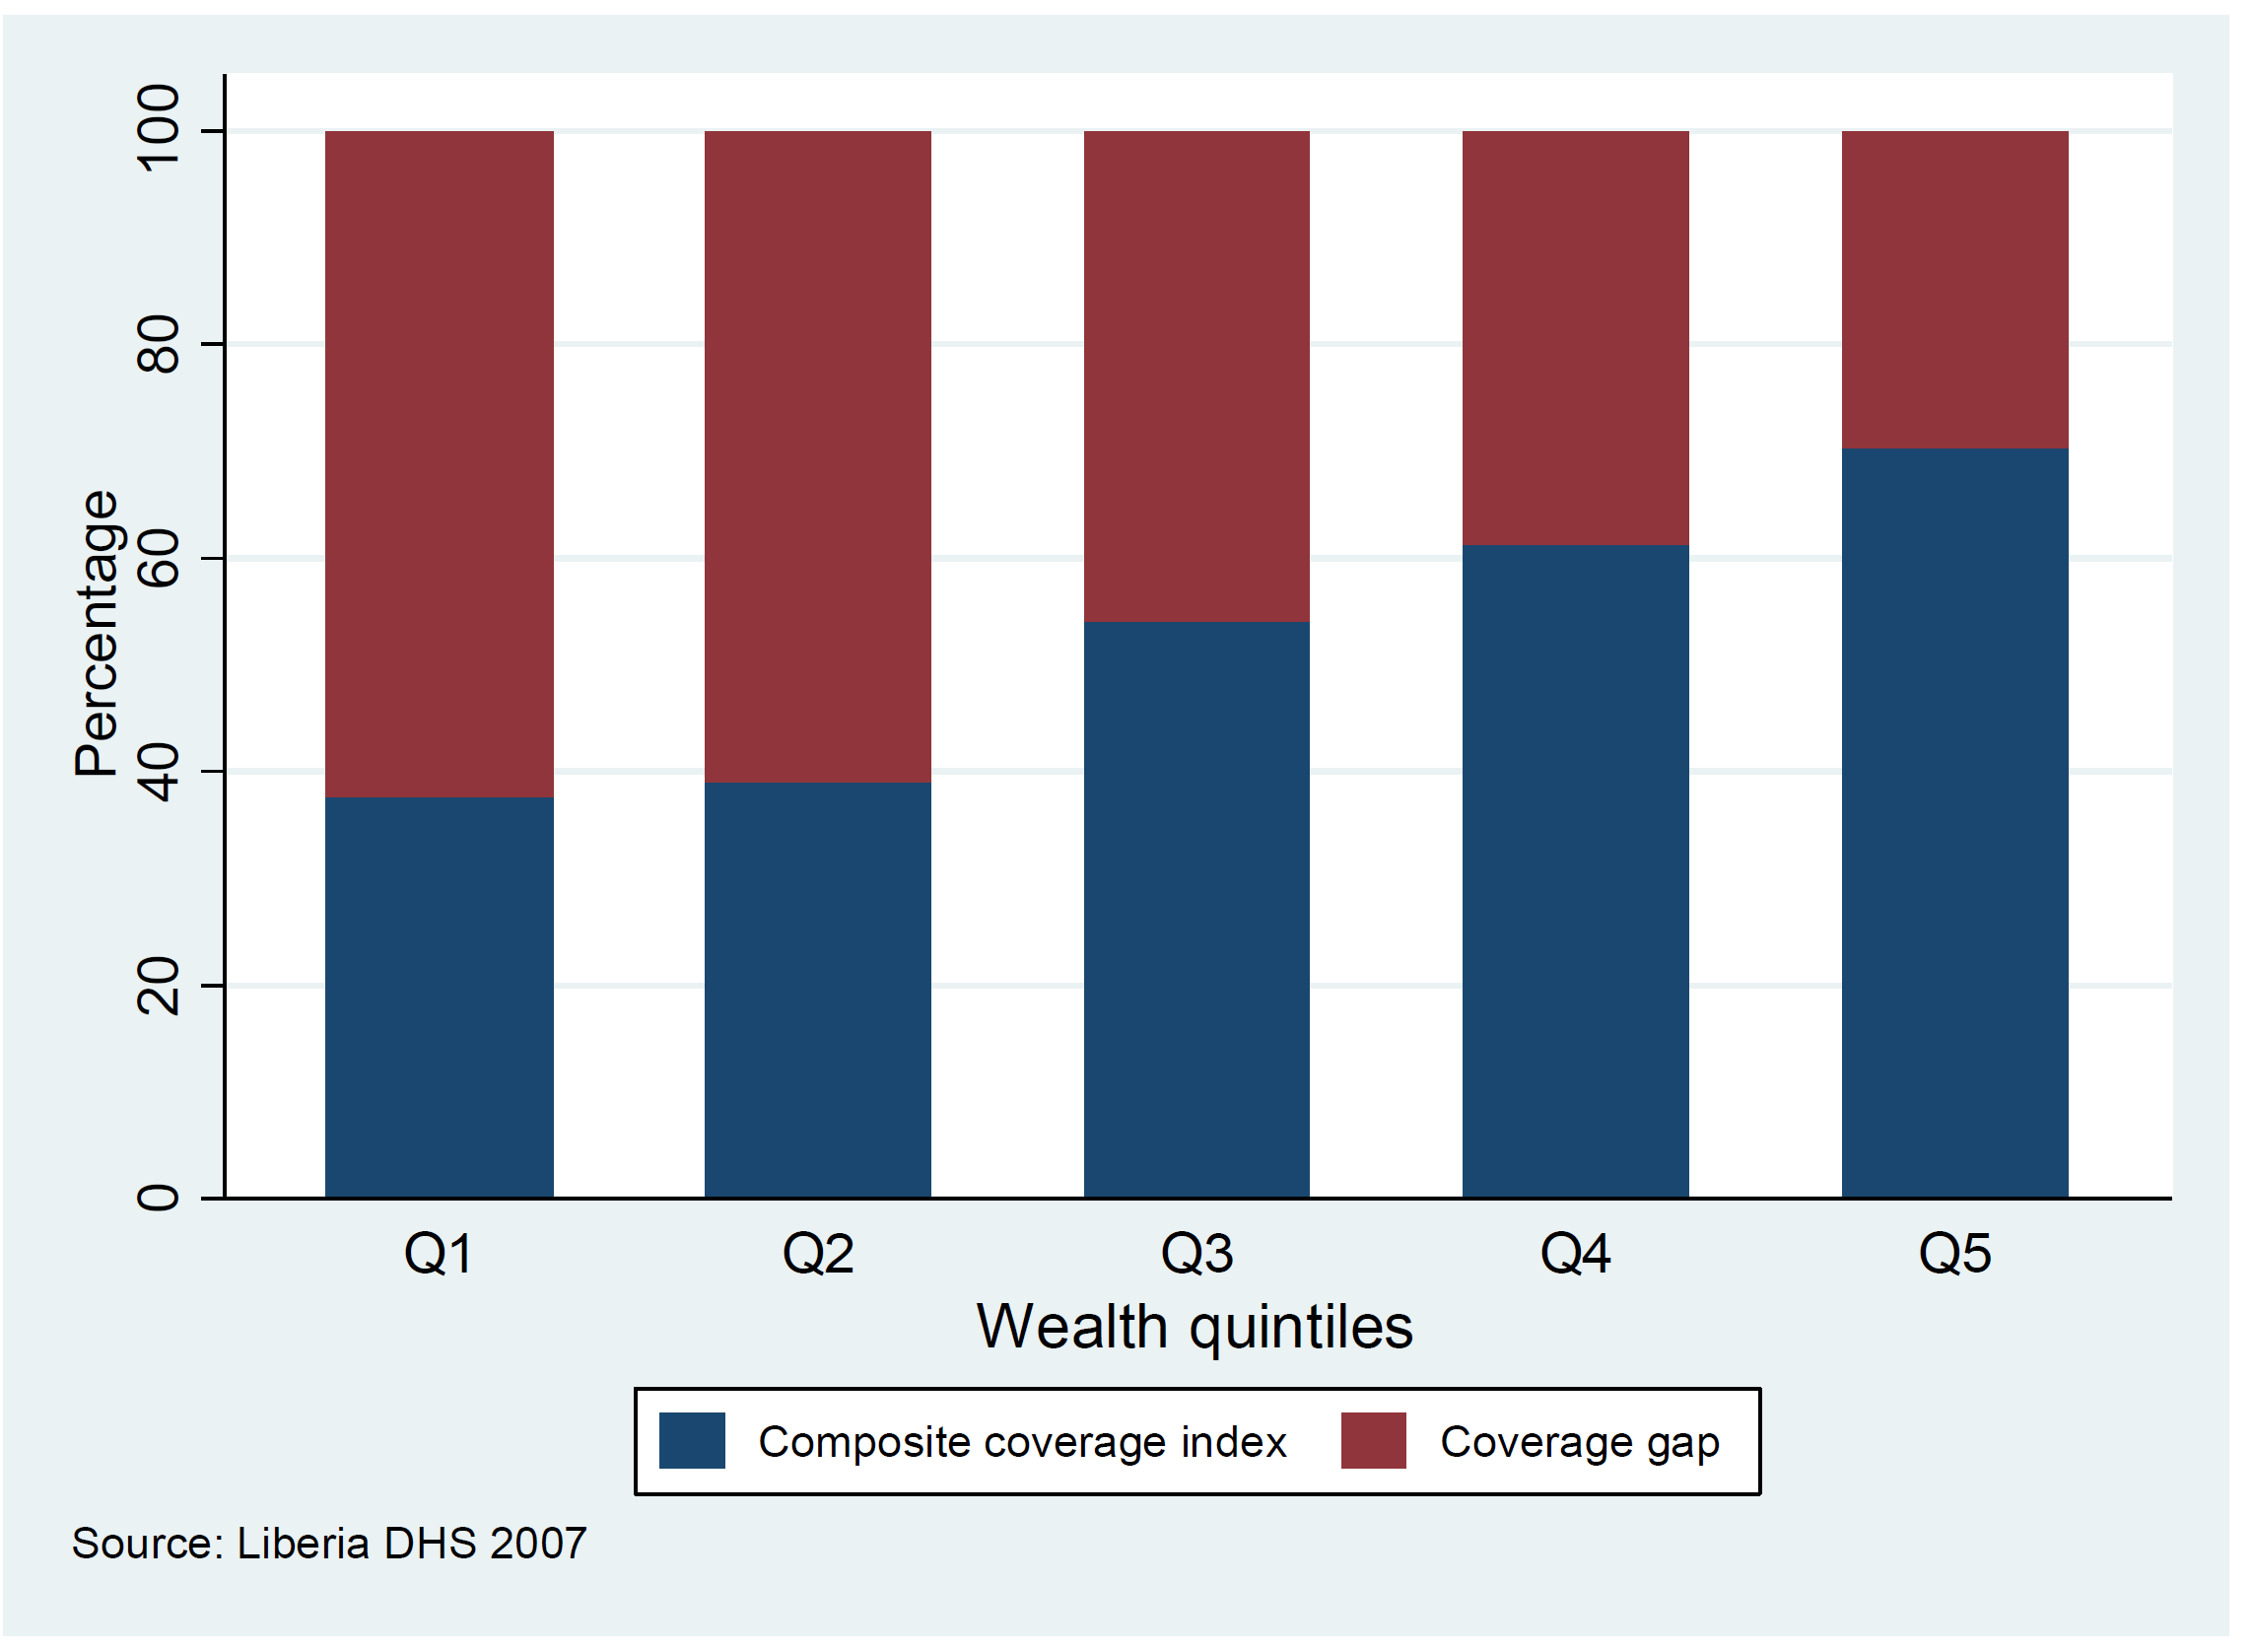 Percentage
100
80
60
40
20
0
Q1 Q2 Q3 Q4 Q5
Wealth quintiles
Composite coverage index Coverage gap
Source: Liberia DHS 2007